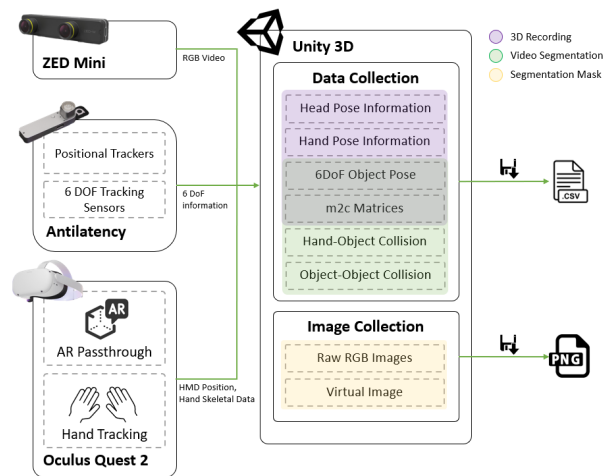 ZED Mini
RGB Video
Positional Trackers
6 DOF Tracking
Sensors
Antilatency
6 DoF
information
AR
AR Passthrough
Hand Tracking
Oculus Quest 2
HMD Position,
Hand Skeletal Data
Unity 3D
Data Collection
Head Pose Information
Hand Pose Information
6DoF Object Pose
m2c Matrices
Hand-Object Collision
Object-Object Collision
Image Collection
Raw RGB Images
Virtual Image
3D Recording
Video Segmentation
Segmentation Mask
.CSV
PNG